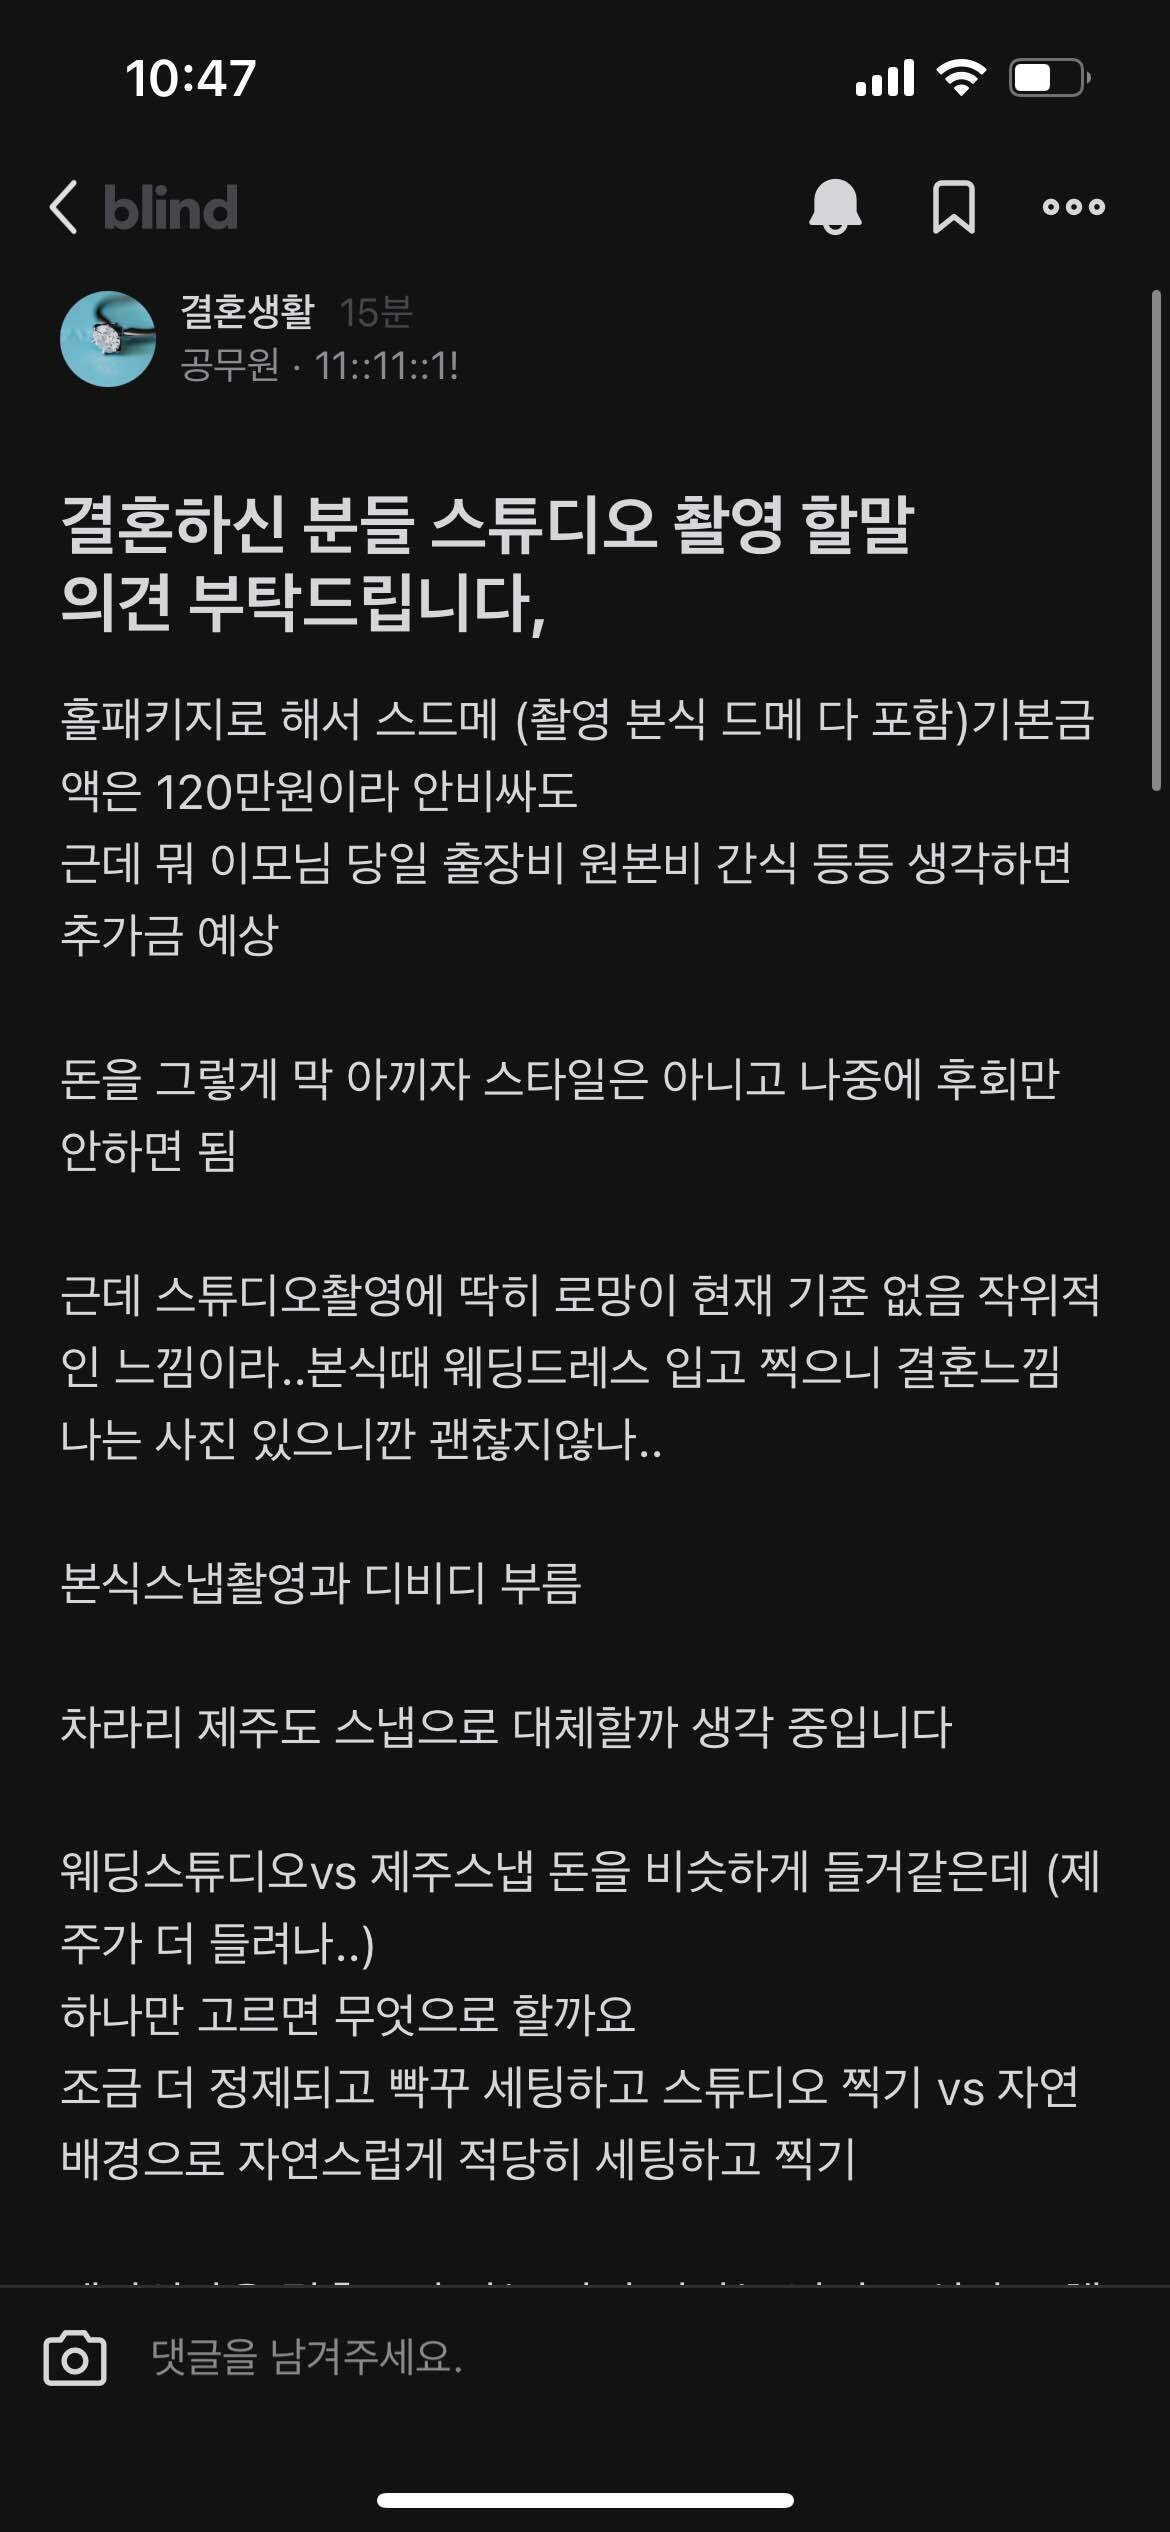 10:47
blind
결혼생활 15분
공무원 · 11::11::1!
결혼하신 분들 스튜디오 촬영 할말
의견 부탁드립니다,
홀패키지로 해서 스드메 (촬영 본식 드메 다 포함)기본금
액은 120만원이라 안비싸도
근데 뭐 이모님 당일 출장비 원본비 간식 등등 생각하면
추가금 예상
돈을 그렇게 막 아끼자 스타일은 아니고 나중에 후회만
안하면 됨
근데 스튜디오촬영에 딱히 로망이 현재 기준 없음 작위적
인 느낌이라..본식때 웨딩드레스 입고 찍으니 결혼느낌
나는 사진 있으니깐 괜찮지않나..
본식스냅촬영과 디비디 부름
차라리 제주도 스냅으로 대체할까 생각 중입니다
웨딩스튜디오vs 제주스냅 돈을 비슷하게 들거같은데 (제
주가 더 들려나..)
하나만 고르면 무엇으로 할까요
조금 더 정제되고 빡꾸 세팅하고 스튜디오 찍기 vs 자연
배경으로 자연스럽게 적당히 세팅하고 찍기
댓글을 남겨주세요.